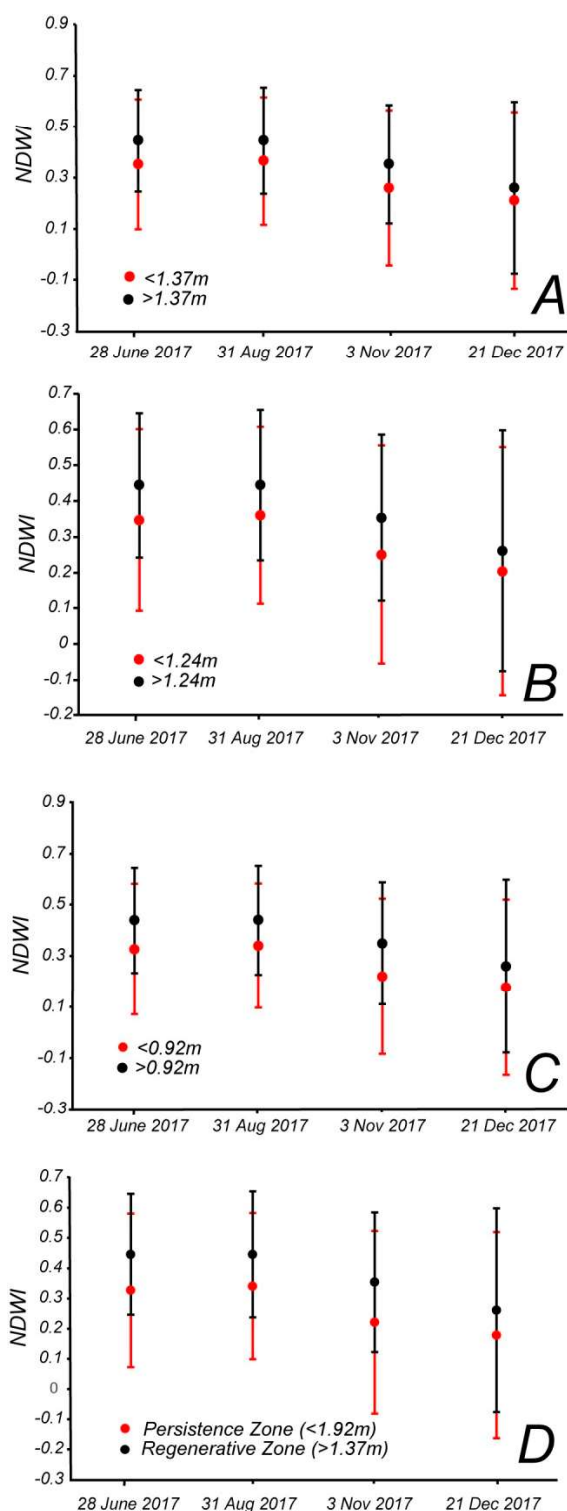 0.9
0.7
0.5
0.3
0.1
-0.1
-0.3
NDWI
<1.37m
>1.37m
A
28 June 2017 31 Aug 2017 3 Nov 2017 21 Dec 2017
0.7
0.6
0.5
0.4
0.3
0.2
0.1
0
-0.1
-0.2
NDWI
<1.24m
>1.24m
B
28 June 2017 31 Aug 2017 3 Nov 2017 21 Dec 2017
0.9
0.7
0.5
0.3
0.1
-0.1
-0.3
NDWI
<0.92m
>0.92m
C
28 June 2017 31 Aug 2017 3 Nov 2017 21 Dec 2017
0.7
0.6
0.5
0.4
0.3
0.2
0.1
0
-0.1
-0.2
-0.3
NDWI
Persistence Zone (<1.92m)
Regenerative Zone (>1.37m)
D
28 June 2017 31 Aug 2017 3 Nov 2017 21 Dec 2017